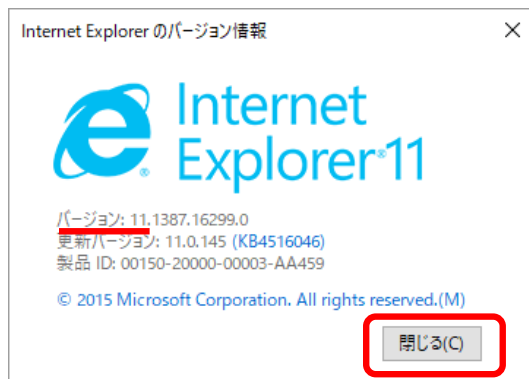 Internet Explorer のバージョン情報
Internet
Explorer®11
バージョン: 11.1387.16299.0
更新バージョン: 11.0.145 (KB4516046)
製品 ID: 00150-20000-00003-AA459
© 2015 Microsoft Corporation. All rights reserved.(M)
閉じる(C)